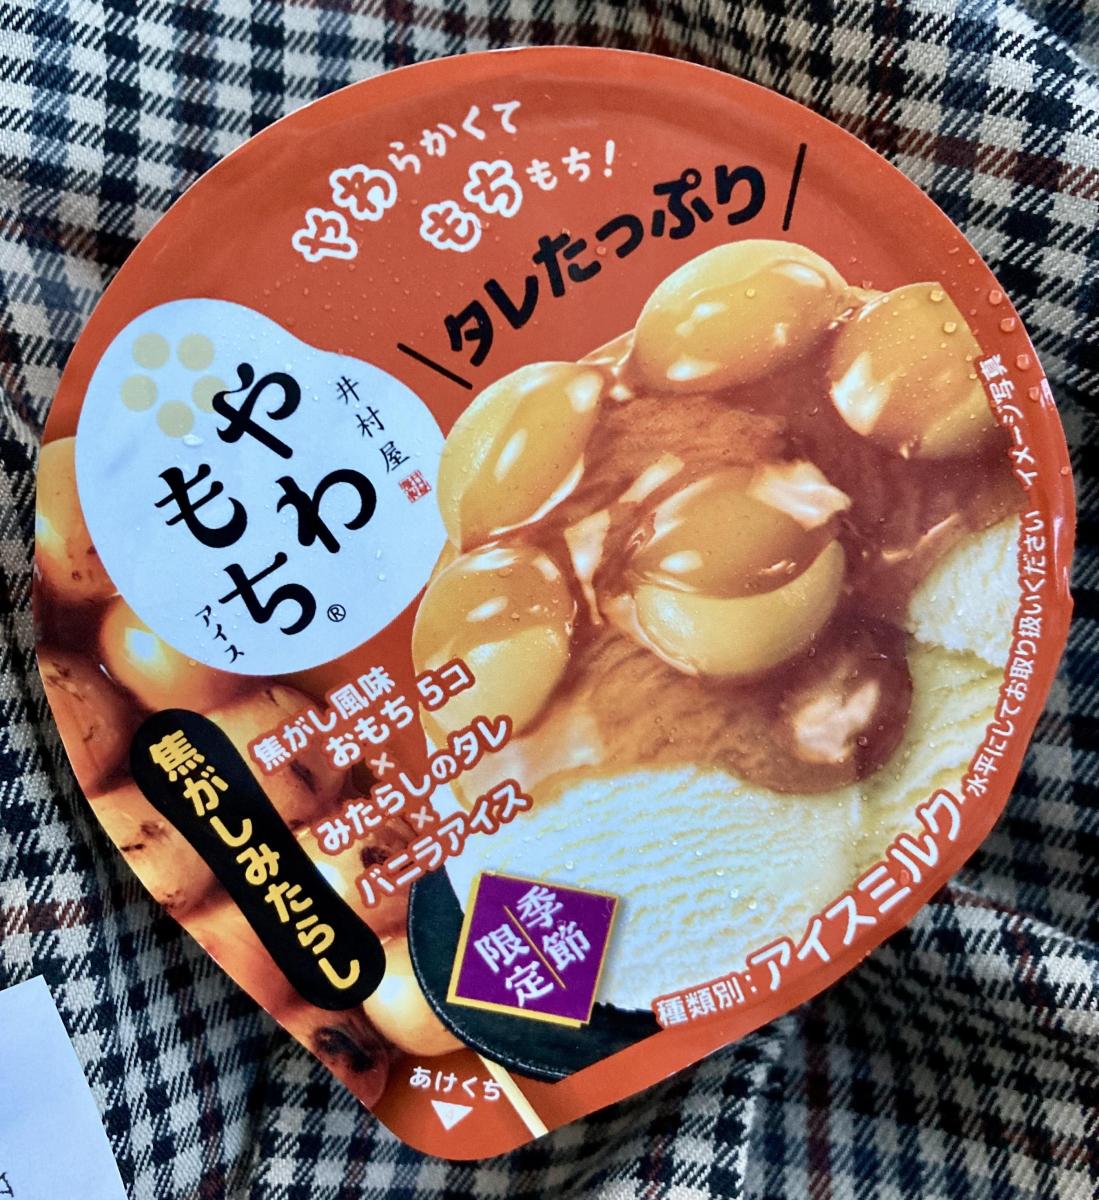 やわらかくて
もちもち!
タレたっぷり
井村屋
やわ
もち
アイス
®
焦がし風味
おもち5コ
×
みたらしのタレ
×
バニラアイス
焦がしみたらし
季節
限定
種類別:アイスミルク
水平にしてお取り扱いください イメージ写真
あけくち